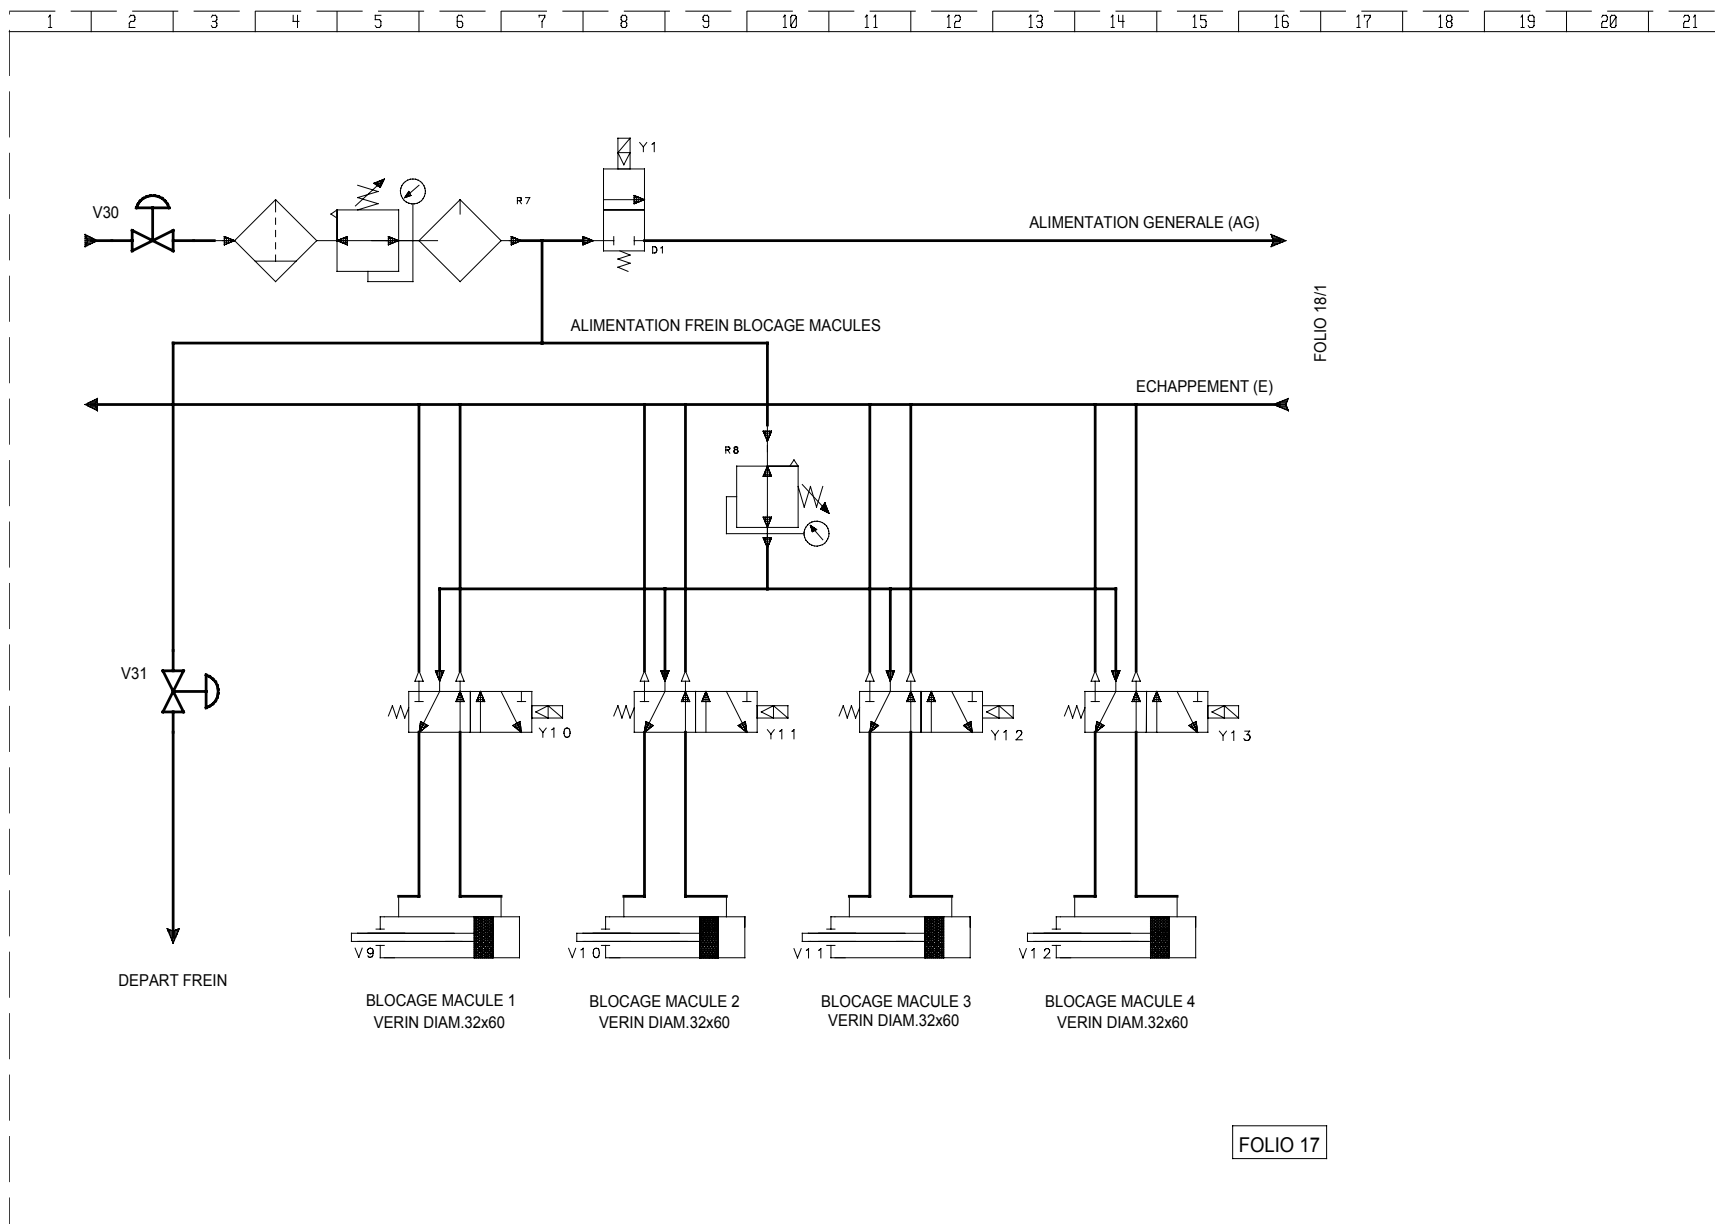 1 2 3 4 5 6 7 8 9 10 11 12 13 14 15 16 17 18 19 20 21
Y1
V30
R7
ALIMENTATION GENERALE (AG)
D1
FOLIO 18/1
ALIMENTATION FREIN BLOCAGE MACULES
ECHAPPEMENT (E)
R8
V31
Y10
Y11
Y12
Y13
V9
V10
V11
V12
DEPART FREIN
BLOCAGE MACULE 1
VERIN DIAM.32x60
BLOCAGE MACULE 2
VERIN DIAM.32x60
BLOCAGE MACULE 3
VERIN DIAM.32x60
BLOCAGE MACULE 4
VERIN DIAM.32x60
FOLIO 17